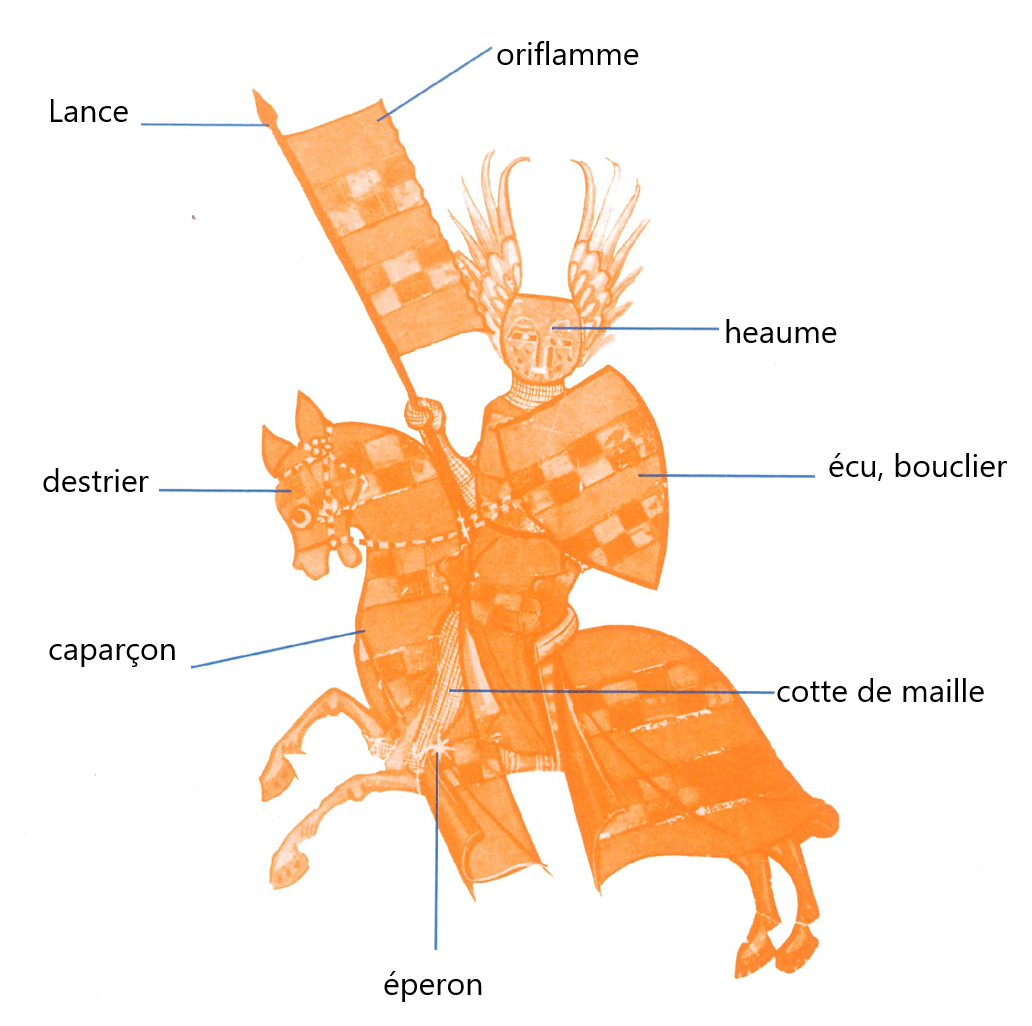 oriflamme
Lance
heaume
écu, bouclier
destrier
caparçon
cotte de maille
éperon